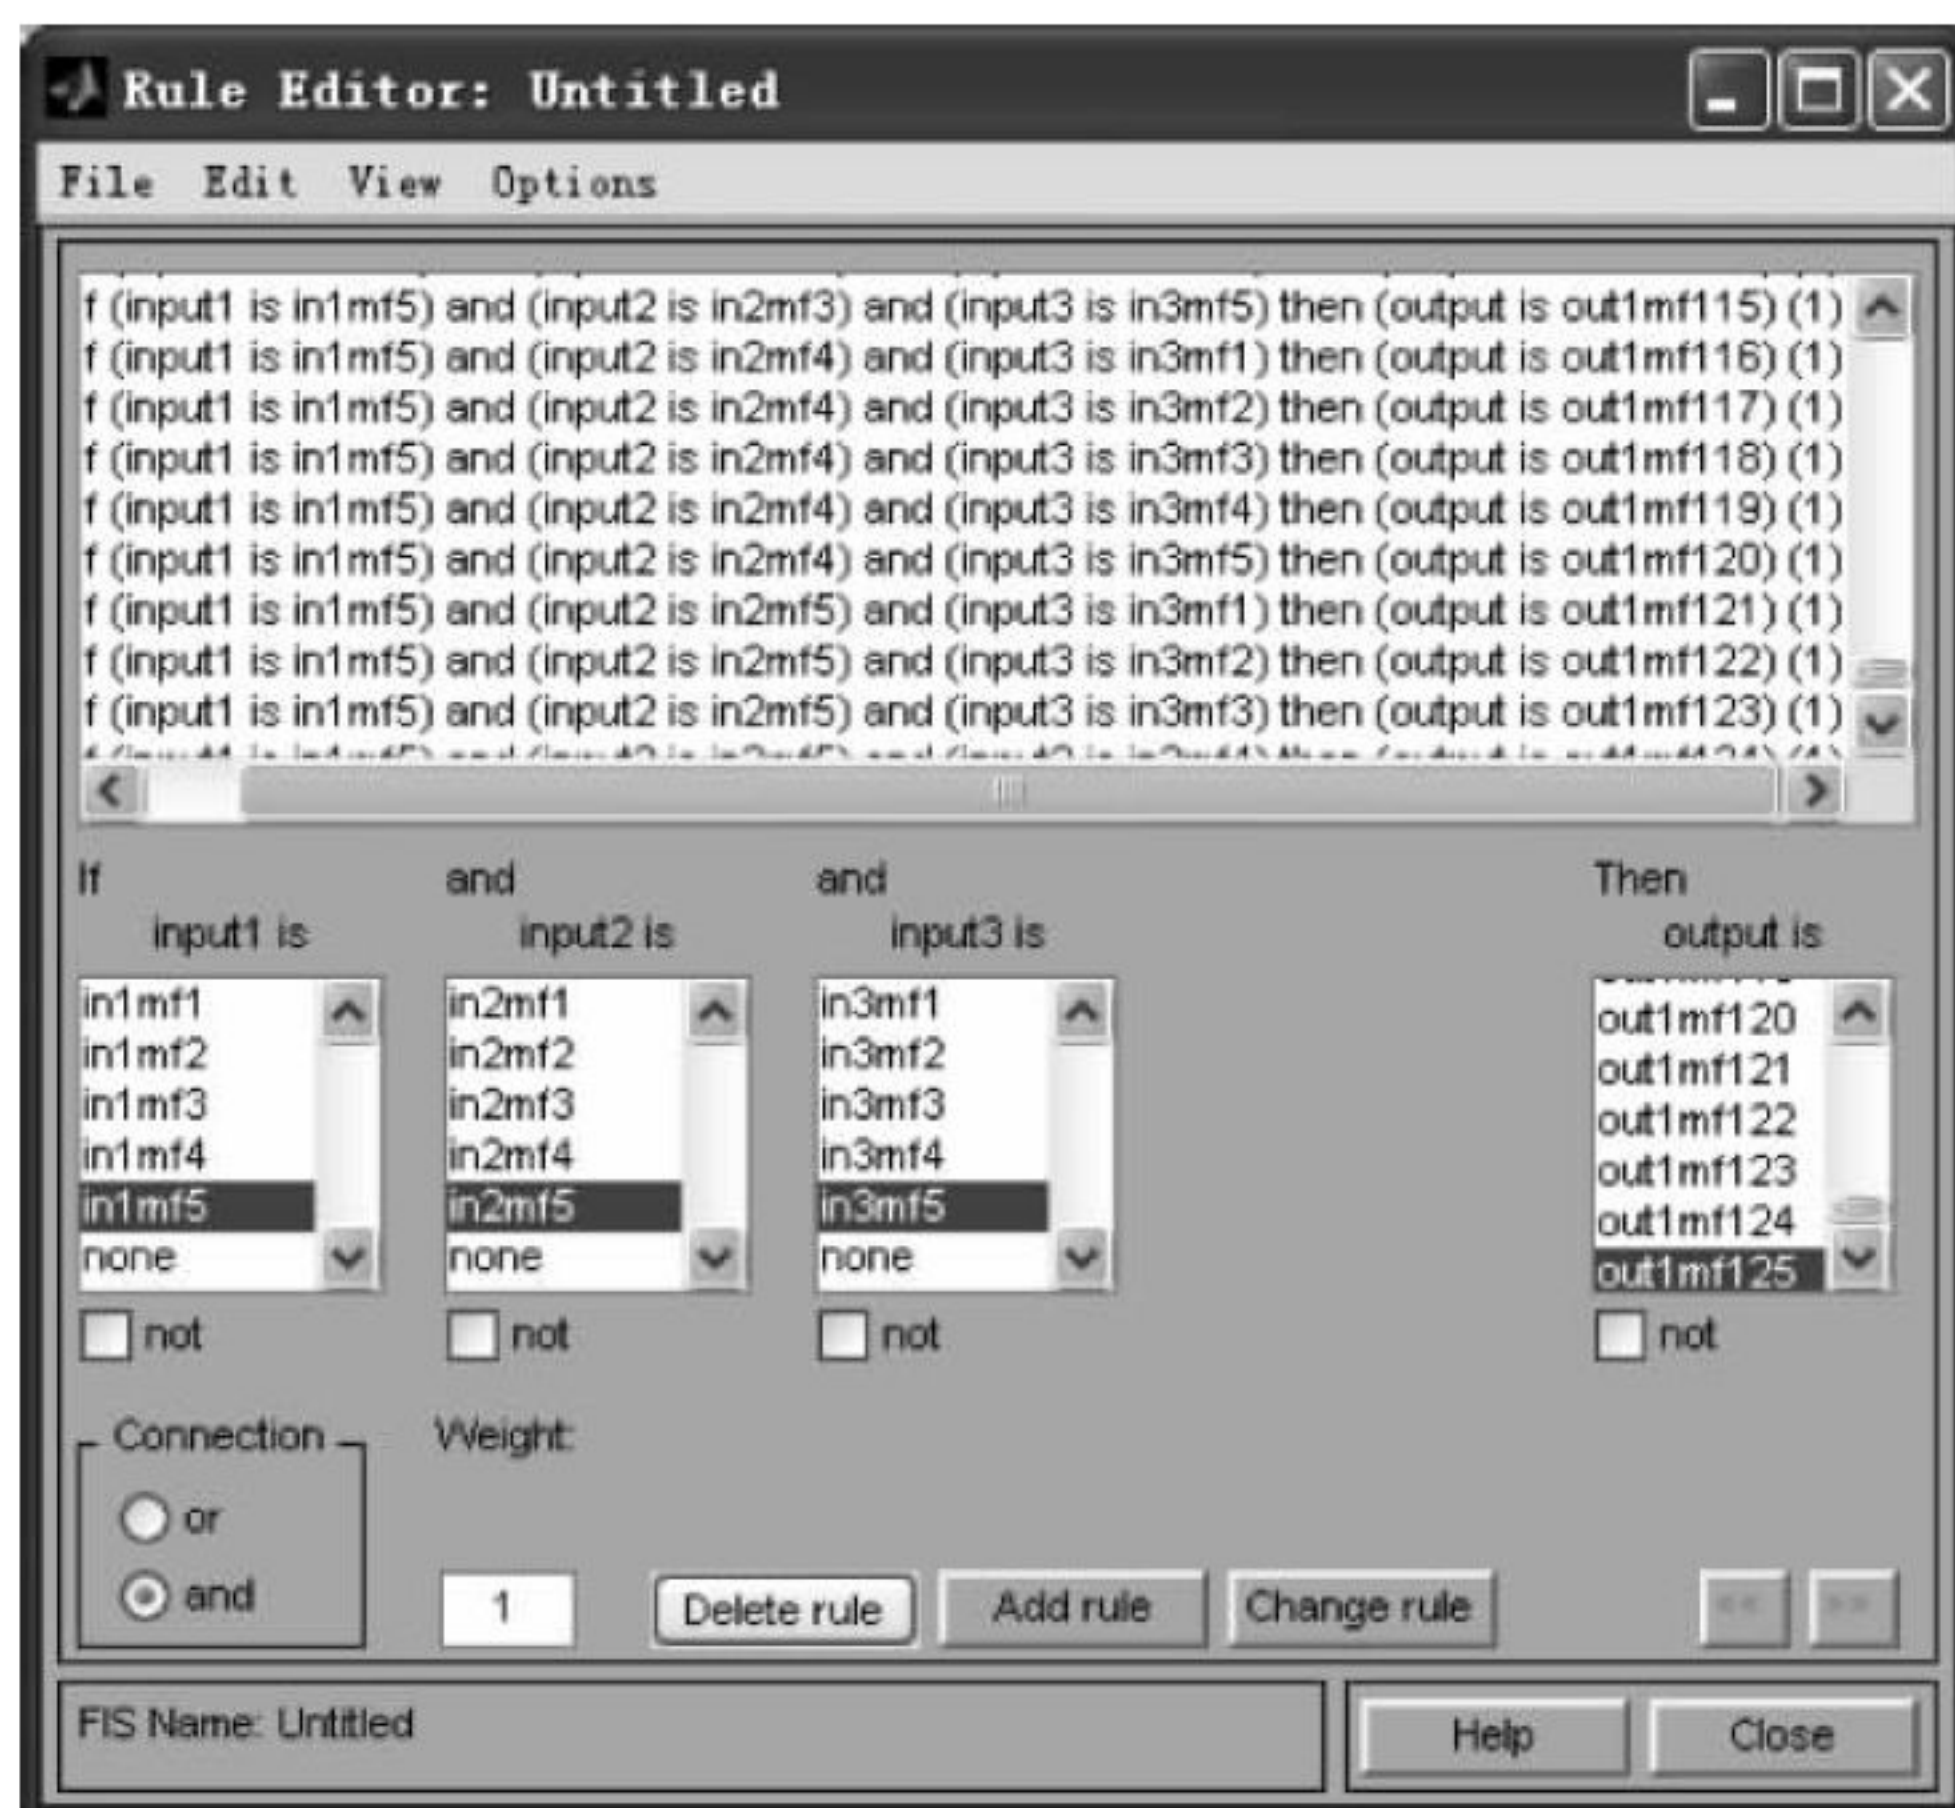 Rule Editor: Untitled
File Edit View Options
f (input1 is in1mf5) and (input2 is in2mf3) and (input3 is in3mf5) then (output is out1mf115) (1)
f (input1 is in1mf5) and (input2 is in2mf4) and (input3 is in3mf1) then (output is out1mf116) (1)
f (input1 is in1mf5) and (input2 is in2mf4) and (input3 is in3mf2) then (output is out1mf117) (1)
f (input1 is in1mf5) and (input2 is in2mf4) and (input3 is in3mf3) then (output is out1mf118) (1)
f (input1 is in1mf5) and (input2 is in2mf4) and (input3 is in3mf4) then (output is out1mf119) (1)
f (input1 is in1mf5) and (input2 is in2mf4) and (input3 is in3mf5) then (output is out1mf120) (1)
f (input1 is in1mf5) and (input2 is in2mf5) and (input3 is in3mf1) then (output is out1mf121) (1)
f (input1 is in1mf5) and (input2 is in2mf5) and (input3 is in3mf2) then (output is out1mf122) (1)
f (input1 is in1mf5) and (input2 is in2mf5) and (input3 is in3mf3) then (output is out1mf123) (1)
If and and Then
input1 is input2 is input3 is output is
in1mf1
in1mf2
in1mf3
in1mf4
in1mf5
none
not
in2mf1
in2mf2
in2mf3
in2mf4
in2mf5
none
not
in3mf1
in3mf2
in3mf3
in3mf4
in3mf5
none
not
out1mf120
out1mf121
out1mf122
out1mf123
out1mf124
out1mf125
not
Connection
or
and
Weight:
1
Delete rule Add rule Change rule << >>
FIS Name: Untitled
Help Close